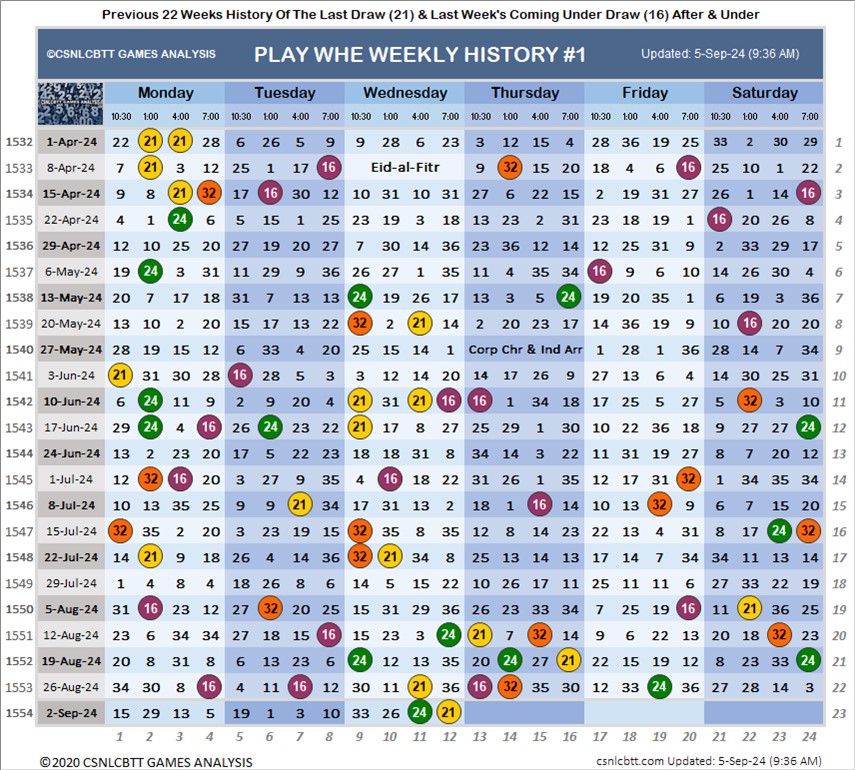 Previous 22 Weeks History Of The Last Draw (21) & Last Week's Coming Under Draw (16) After & Under
©CSNLCBTT GAMES ANALYSIS PLAY WHE WEEKLY HISTORY #1 Updated: 5-Sep-24 (9:36 AM)
CSNLCBTT GAMES ANALYSIS Monday Tuesday Wednesday Thursday Friday Saturday
10:30 1:00 4:00 7:00 10:30 1:00 4:00 7:00 10:30 1:00 4:00 7:00 10:30 1:00 4:00 7:00 10:30 1:00 4:00 7:00 10:30 1:00 4:00 7:00
1532 1-Apr-24 22 21 21 28 6 26 5 9 9 28 6 23 3 12 15 4 28 36 19 25 33 2 30 29 1
1533 8-Apr-24 7 21 3 12 25 1 17 16 Eid-al-Fitr 9 32 15 20 18 4 6 20 25 10 1 22 2
1534 15-Apr-24 9 8 21 32 17 16 30 12 10 31 10 31 27 6 22 15 2 19 31 27 26 1 14 16 3
1535 22-Apr-24 4 1 24 6 5 15 1 25 23 19 3 18 13 23 2 31 23 18 19 1 21 20 26 8 4
1536 29-Apr-24 12 10 25 20 27 19 20 27 7 30 14 36 23 36 12 14 12 25 31 9 2 33 29 17 5
1537 6-May-24 19 24 3 31 11 29 9 36 26 27 1 35 11 4 35 34 16 9 6 10 14 26 30 4 6
1538 13-May-24 20 7 17 18 31 7 13 13 24 19 26 17 13 3 5 24 19 20 35 1 6 19 3 36 7
1539 20-May-24 13 10 2 20 15 17 13 22 32 2 21 14 7 20 23 17 14 36 19 9 10 16 20 20 8
1540 27-May-24 28 19 15 12 6 33 4 20 25 15 14 1 Corp Chr & Ind Arr 1 28 1 36 28 14 7 34 9
1541 3-Jun-24 21 31 30 28 16 28 5 3 3 12 14 20 14 17 26 9 27 13 6 4 14 30 25 31 10
1542 10-Jun-24 6 24 11 9 2 9 20 4 21 31 21 16 16 1 34 18 17 25 27 5 5 32 3 10 11
1543 17-Jun-24 29 24 4 16 26 24 23 22 21 17 8 27 25 29 1 30 10 22 36 18 9 27 27 24 12
1544 24-Jun-24 13 2 23 20 17 5 22 23 18 18 31 8 34 14 3 22 11 31 19 27 8 7 20 12 13
1545 1-Jul-24 12 32 16 20 3 27 9 35 4 16 18 22 31 26 1 35 12 17 31 32 1 34 35 34 14
1546 8-Jul-24 10 13 35 25 9 9 21 34 17 31 13 2 18 1 16 14 10 13 32 9 6 7 15 20 15
1547 15-Jul-24 32 35 2 20 3 23 19 15 32 35 8 35 12 8 14 23 22 13 4 31 8 17 24 32 16
1548 22-Jul-24 14 21 9 18 26 4 14 36 32 21 34 8 25 13 14 13 25 13 7 27 34 11 13 14 17
1549 29-Jul-24 1 4 8 4 18 26 8 6 14 5 15 22 10 26 17 11 25 11 11 6 27 33 22 19 18
1550 5-Aug-24 31 16 23 12 27 32 20 25 15 31 29 36 26 23 33 34 7 25 19 16 11 21 36 25 19
1551 12-Aug-24 23 6 34 34 27 18 15 16 15 23 3 24 21 7 32 14 9 6 22 13 20 18 32 23 20
1552 19-Aug-24 20 8 31 8 6 13 23 6 24 12 13 35 20 24 27 21 22 15 19 12 8 23 33 24 21
1553 26-Aug-24 34 30 8 16 4 11 16 12 30 11 21 36 16 32 35 30 12 33 24 36 27 28 14 3 22
1554 2-Sep-24 15 29 13 5 19 1 3 10 33 26 24 21 23
1 2 3 4 5 6 7 8 9 10 11 12 13 14 15 16 17 18 19 20 21 22 23 24
©2020 CSNLCBTT GAMES ANALYSIS csnlcbtt.com Updated: 5-Sep-24 (9:36 AM)